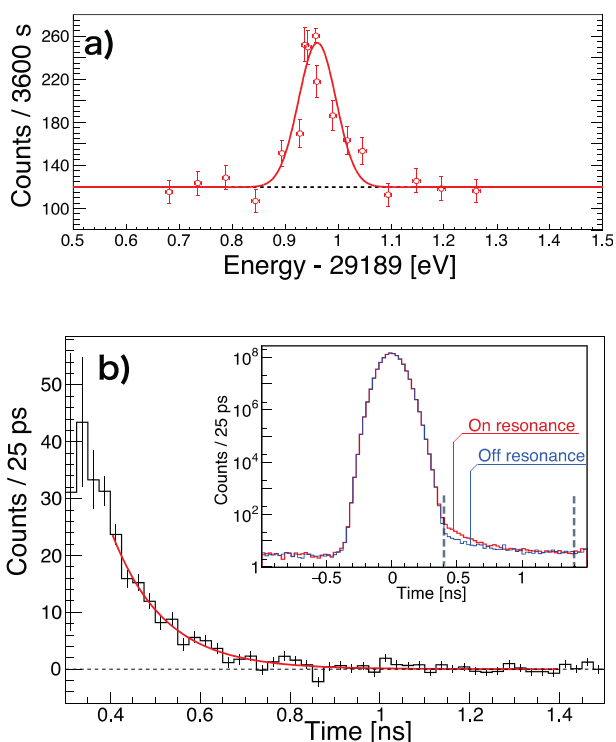 a)
Counts / 3600 s
260
220
180
140
100
0.5 0.6 0.7 0.8 0.9 1 1.1 1.2 1.3 1.4 1.5
Energy - 29189 [eV]
b)
Counts / 25 ps
50
40
30
20
10
0
0.4 0.6 0.8 1.0 1.2 1.4
Time [ns]
Counts / 25 ps
10⁸
10⁶
10⁴
10²
1
On resonance
Off resonance
−0.5 0 0.5 1
Time [ns]